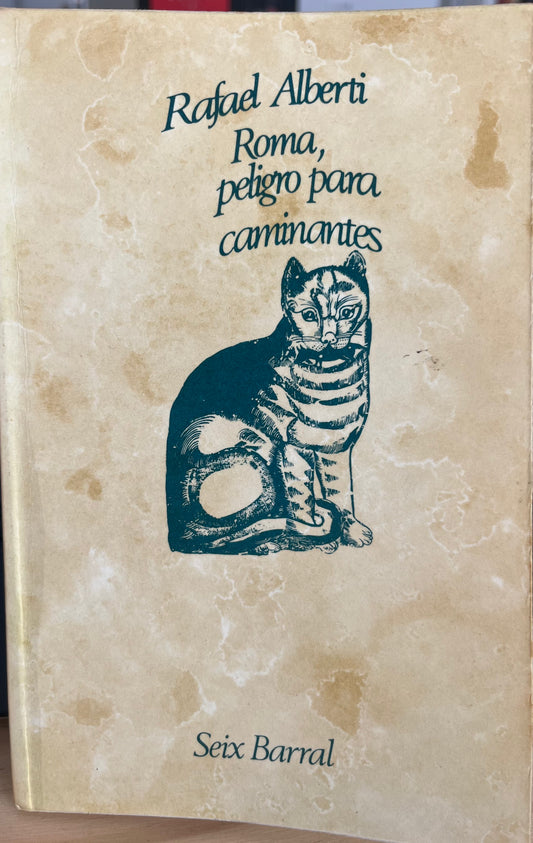 Rafael Alberti
Roma,
peligro para
caminantes
Seix Barral